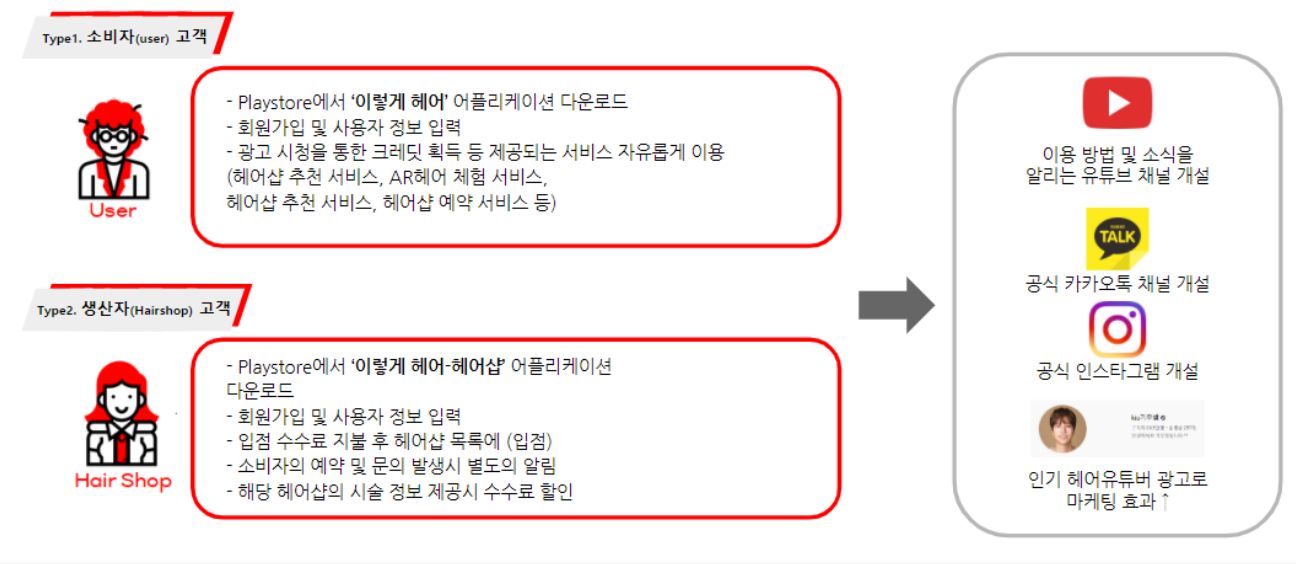 Type1. 소비자(user) 고객
User
- Playstore에서 ‘이렇게 헤어’ 어플리케이션 다운로드
- 회원가입 및 사용자 정보 입력
- 광고 시청을 통한 크레딧 획득 등 제공되는 서비스 자유롭게 이용
(헤어샵 추천 서비스, AR헤어 체험 서비스,
헤어샵 추천 서비스, 헤어샵 예약 서비스 등)
Type2. 생산자(Hairshop) 고객
Hair Shop
- Playstore에서 ‘이렇게 헤어-헤어샵’ 어플리케이션
다운로드
- 회원가입 및 사용자 정보 입력
- 입점 수수료 지불 후 헤어샵 목록에 (입점)
- 소비자의 예약 및 문의 발생시 별도의 알림
- 해당 헤어샵의 시술 정보 제공시 수수료 할인
이용 방법 및 소식을
알리는 유튜브 채널 개설
TALK
공식 카카오톡 채널 개설
공식 인스타그램 개설
인기 헤어유튜버 광고로
마케팅 효과↑